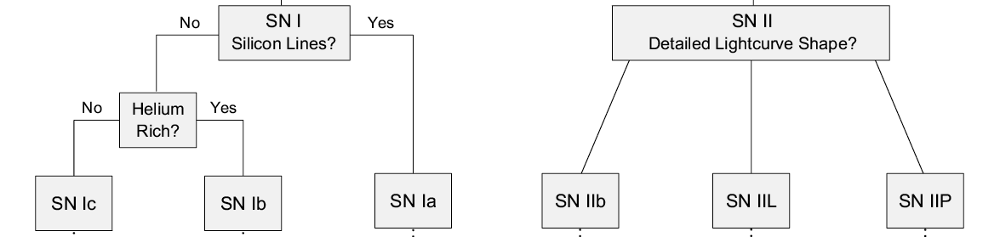 No
SN I
Yes
Silicon Lines?
SN II
Detailed Lightcurve Shape?
No
Helium
Rich?
Yes
SN Ic
SN Ib
SN Ia
SN IIb
SN IIL
SN IIP